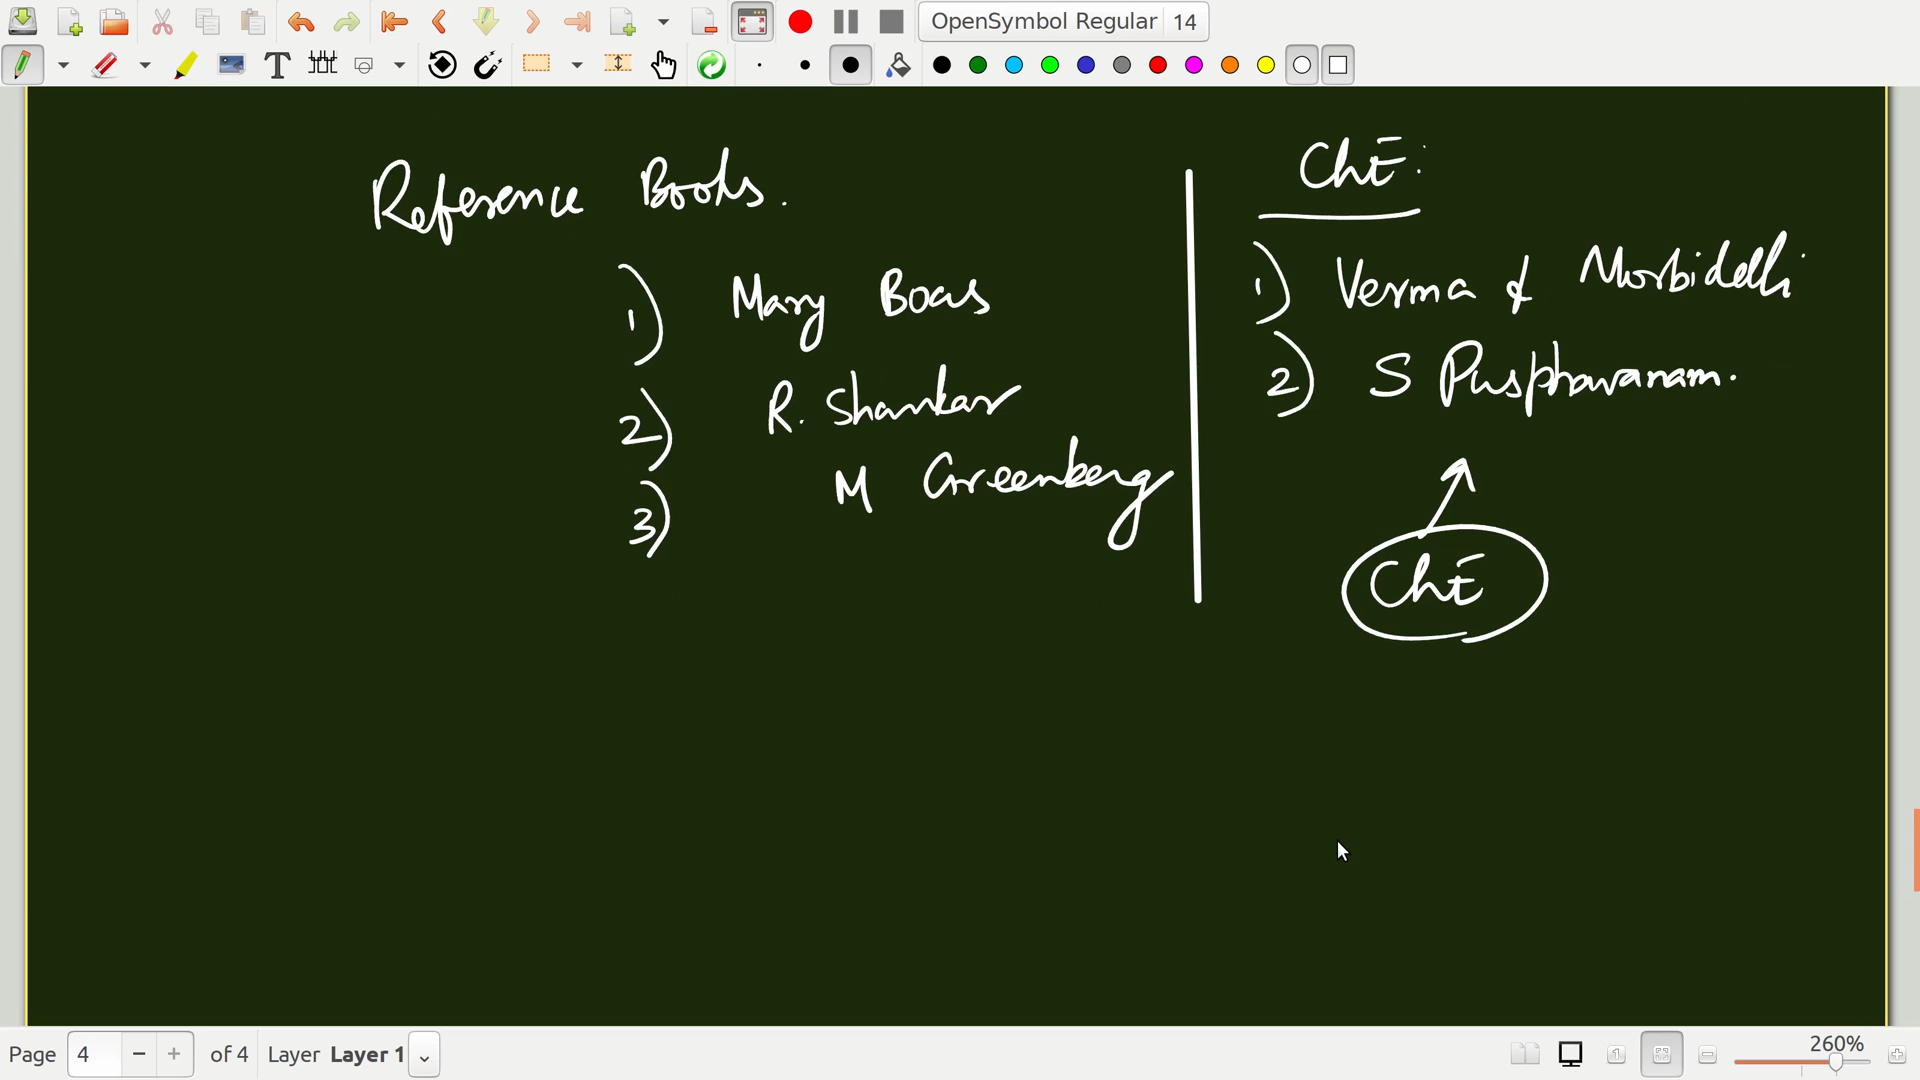 OpenSymbol Regular 14
Reference Books.
1) Mary Boas
2) R. Shankar
3) M Greenberg
ChE:
1) Verma & Morbidelli
2) S Pusphavanam.
ChE
Page 4 of 4 Layer Layer 1
260%